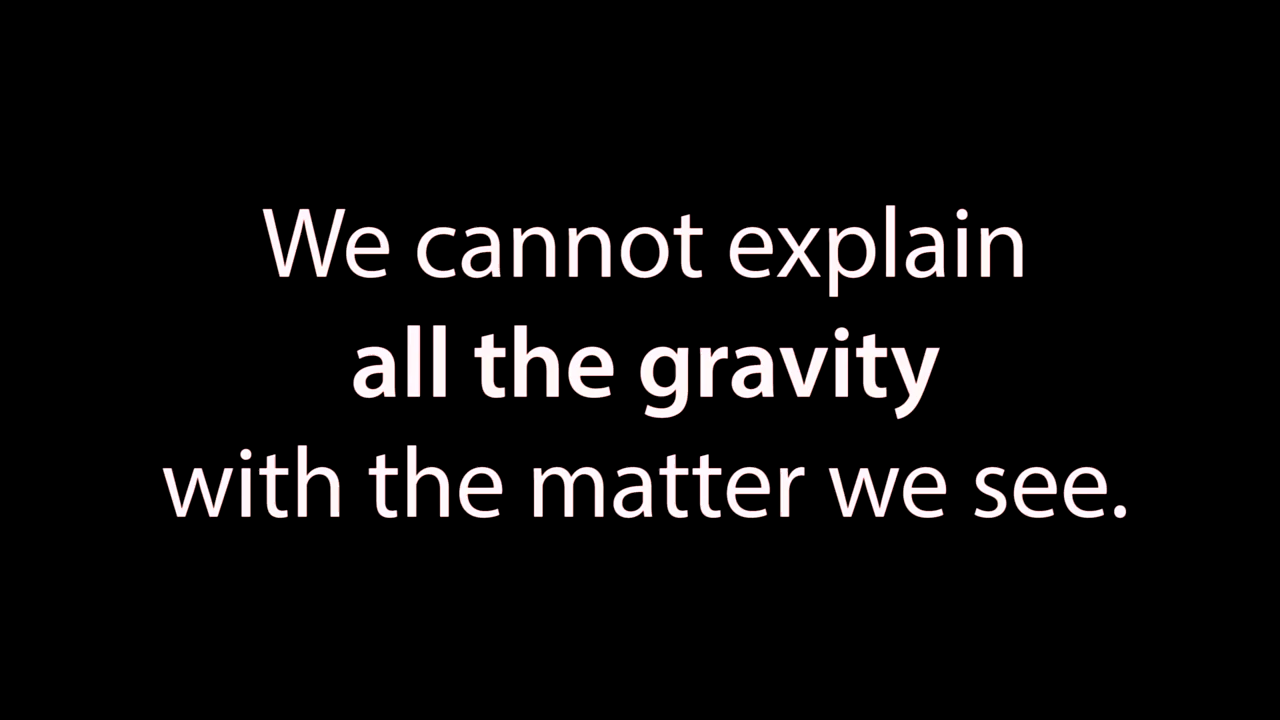 We cannot explain
all the gravity
with the matter we see.